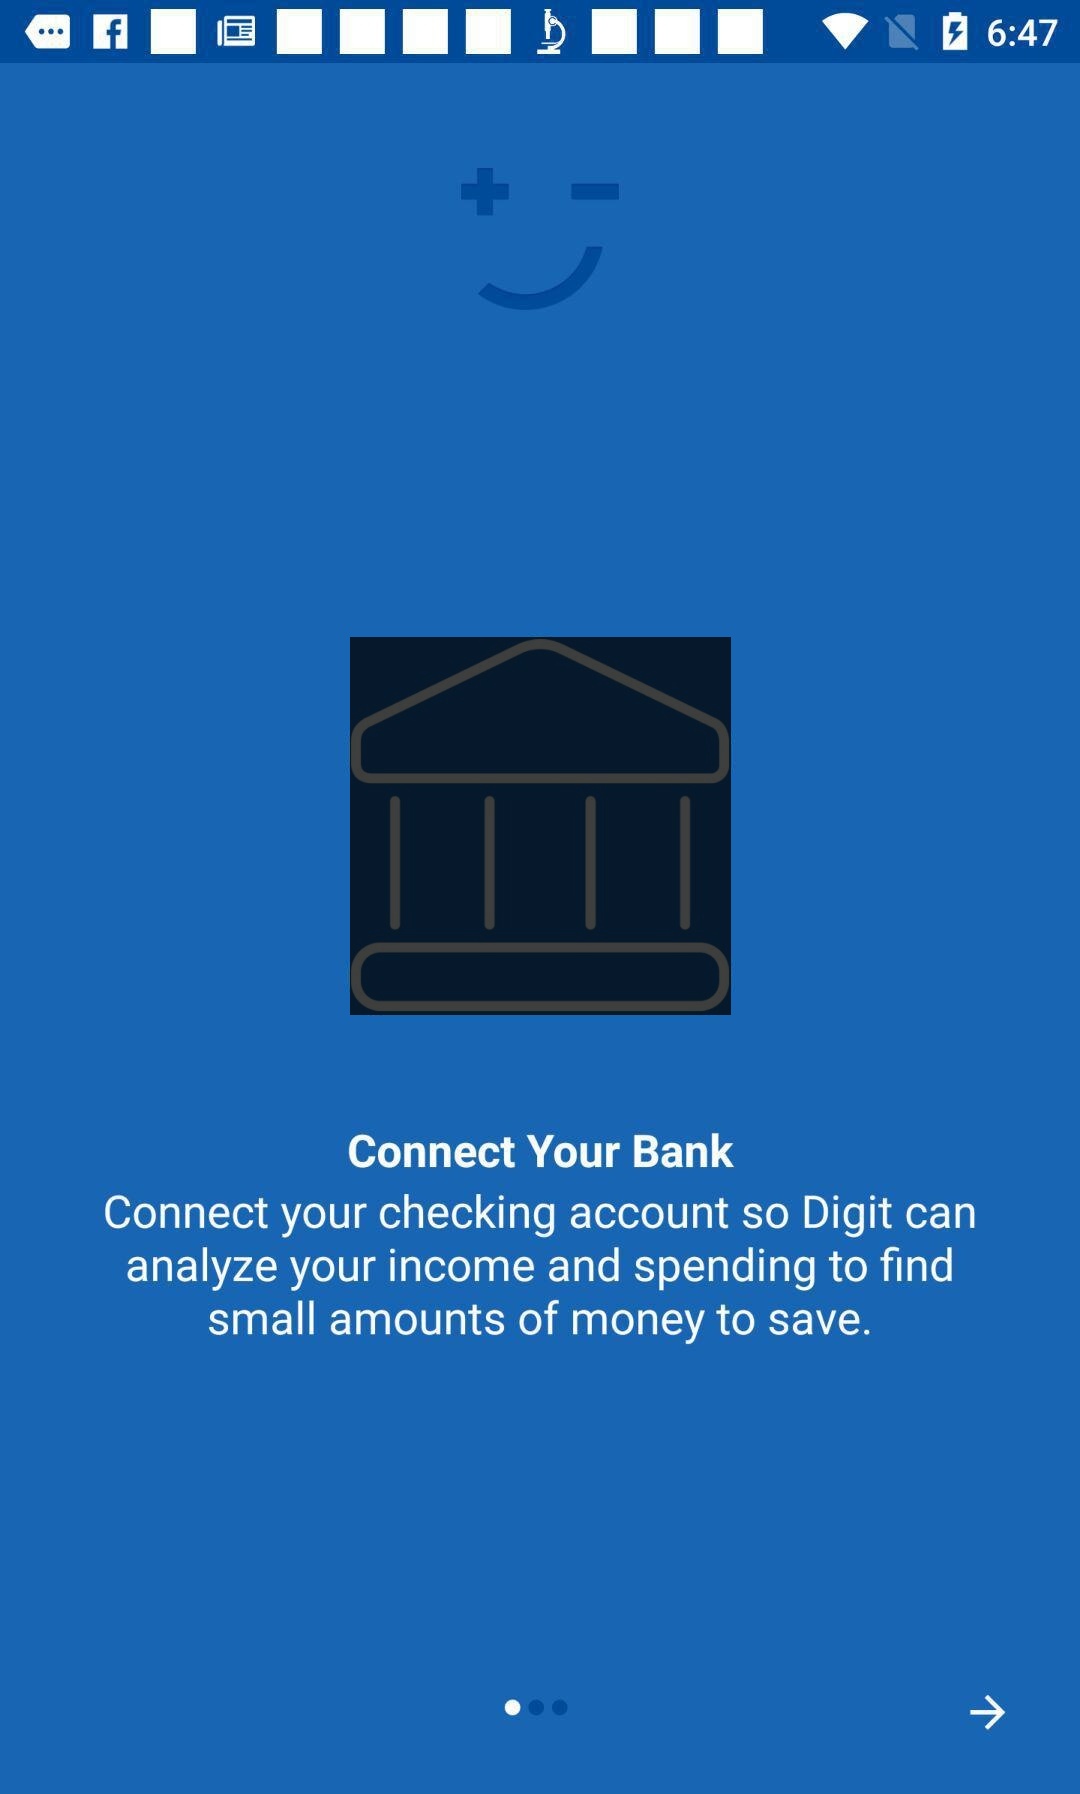 6:47
Connect Your Bank
Connect your checking account so Digit can
analyze your income and spending to find
small amounts of money to save.